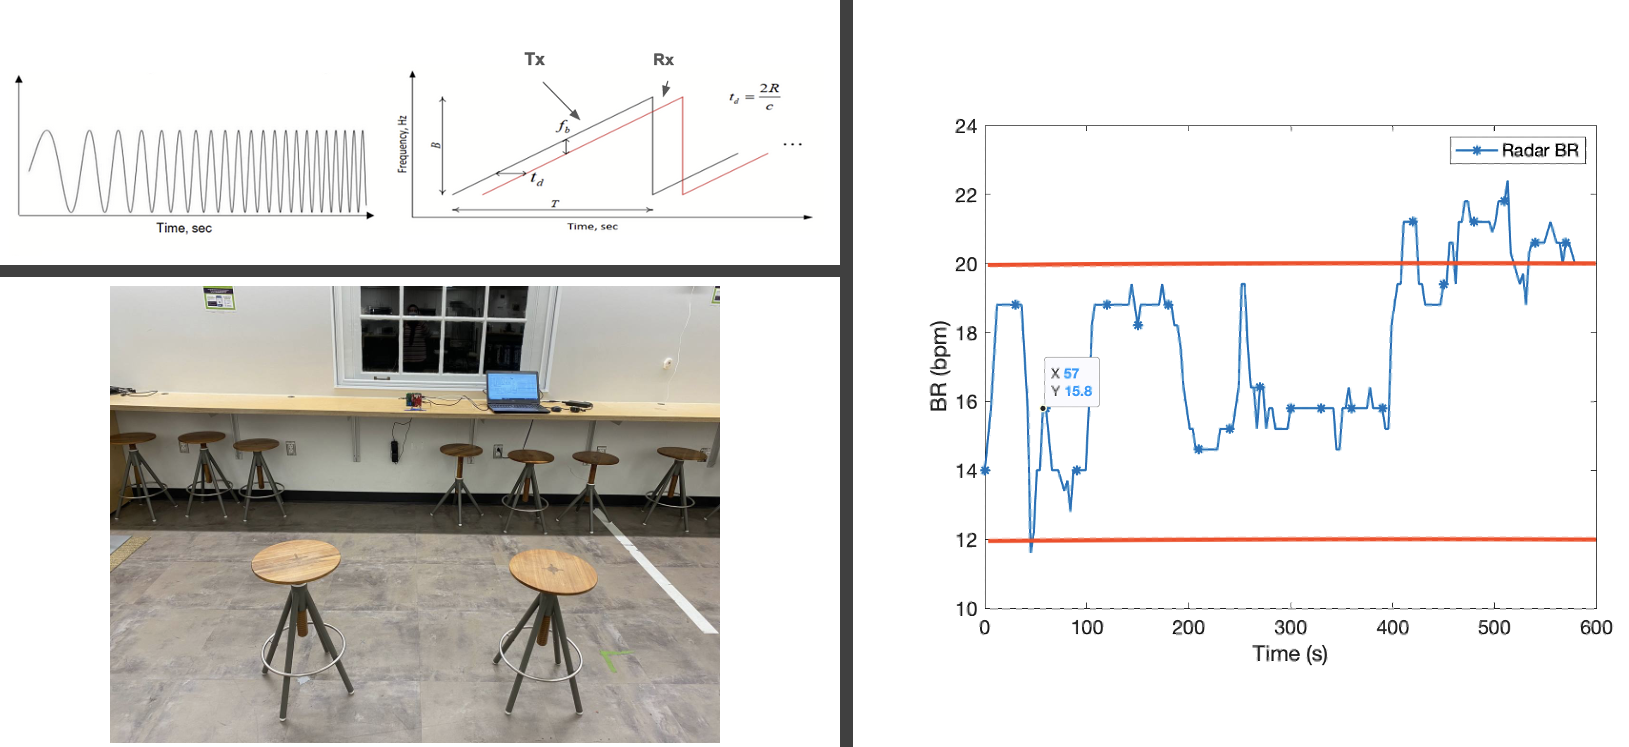 Time, sec
Tx
Rx
Frequency, Hz
B
f_b
t_d
T
t_d = 2R/c
...
Time, sec
24
22
20
18
16
14
12
10
BR (bpm)
Radar BR
X 57
Y 15.8
0 100 200 300 400 500 600
Time (s)